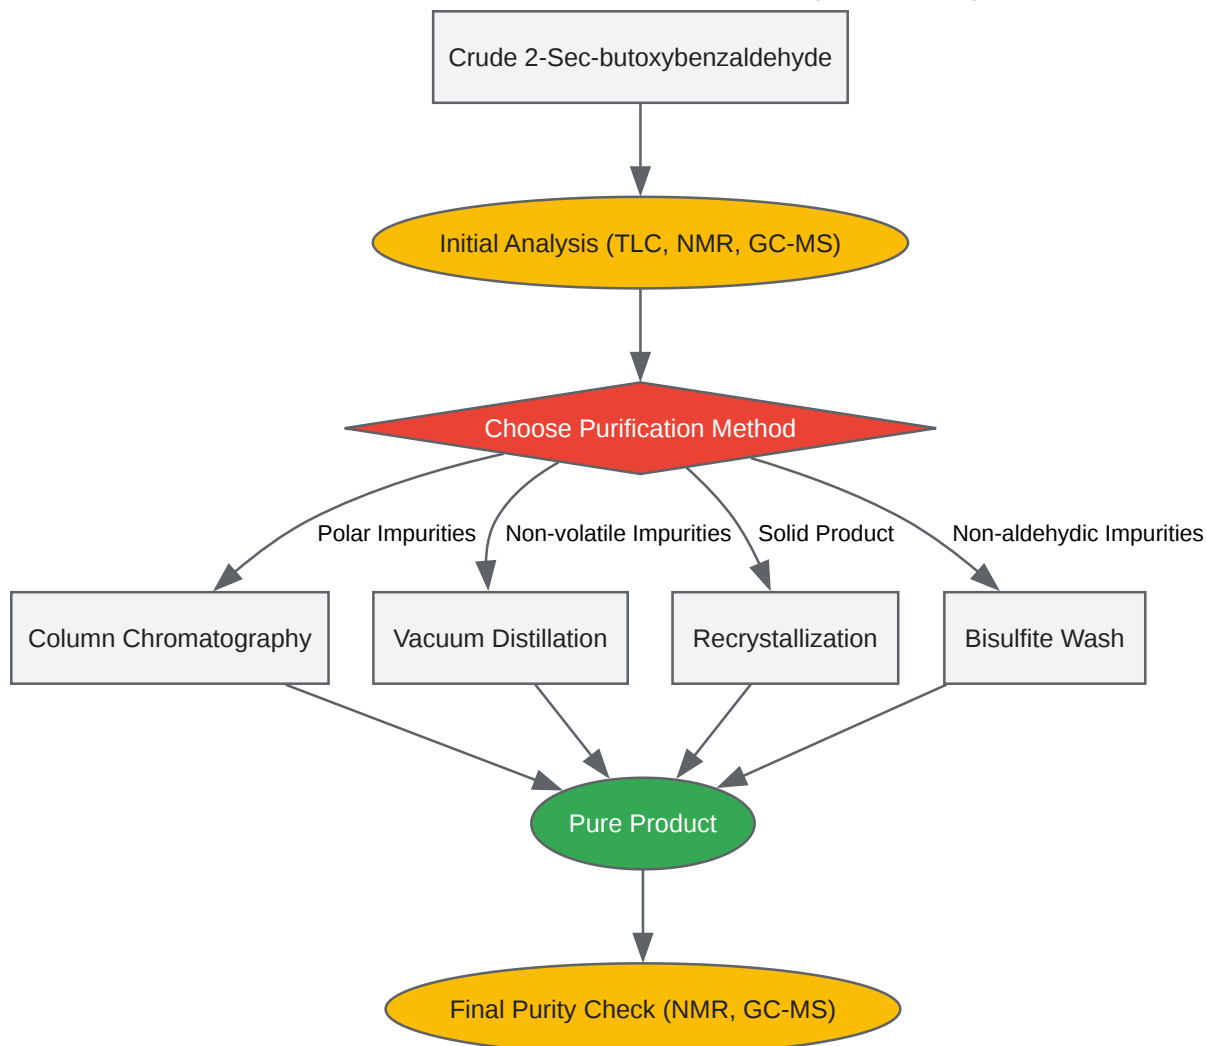 Crude 2-Sec-butoxybenzaldehyde
Initial Analysis (TLC, NMR, GC-MS)
Choose Purification Method
Polar Impurities
Non-volatile Impurities
Solid Product
Non-aldehydic Impurities
Column Chromatography
Vacuum Distillation
Recrystallization
Bisulfite Wash
Pure Product
Final Purity Check (NMR, GC-MS)